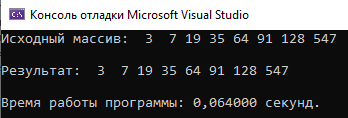 Консоль отладки Microsoft Visual Studio
Исходный массив:  3  7 19 35 64 91 128 547
Результат:  3  7 19 35 64 91 128 547
Время работы программы: 0,064000 секунд.